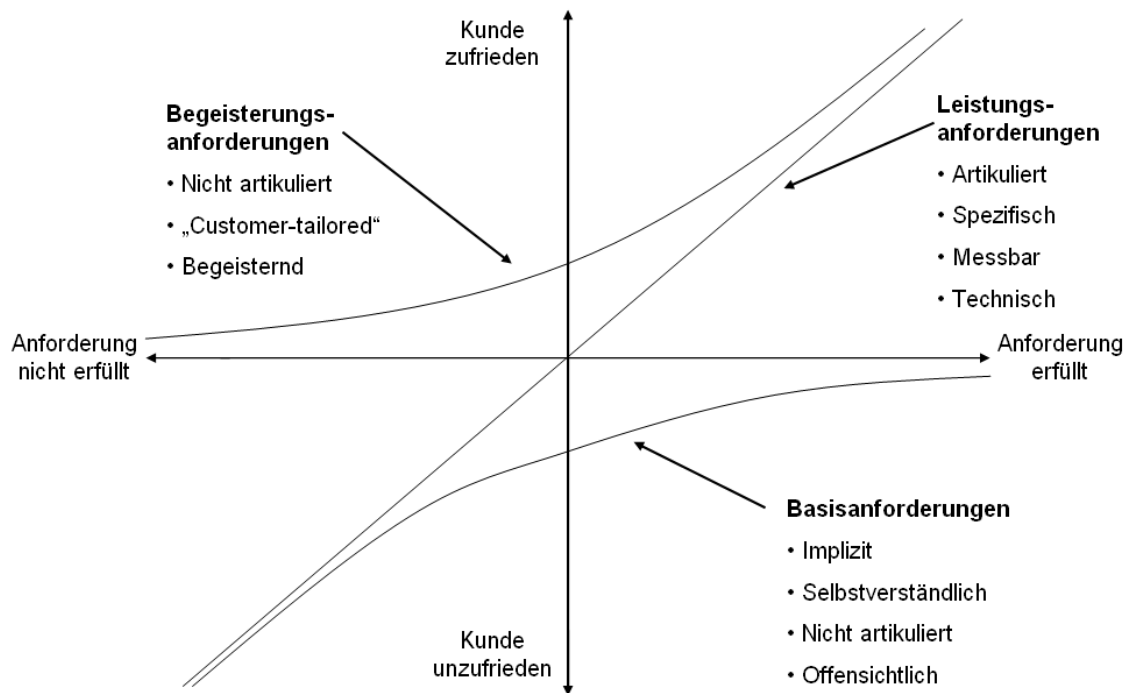 Kunde
zufrieden
Begeisterungs-
anforderungen
• Nicht artikuliert
• „Customer-tailored“
• Begeisternd
Leistungs-
anforderungen
• Artikuliert
• Spezifisch
• Messbar
• Technisch
Anforderung
nicht erfüllt
Anforderung
erfüllt
Basisanforderungen
• Implizit
• Selbstverständlich
• Nicht artikuliert
• Offensichtlich
Kunde
unzufrieden